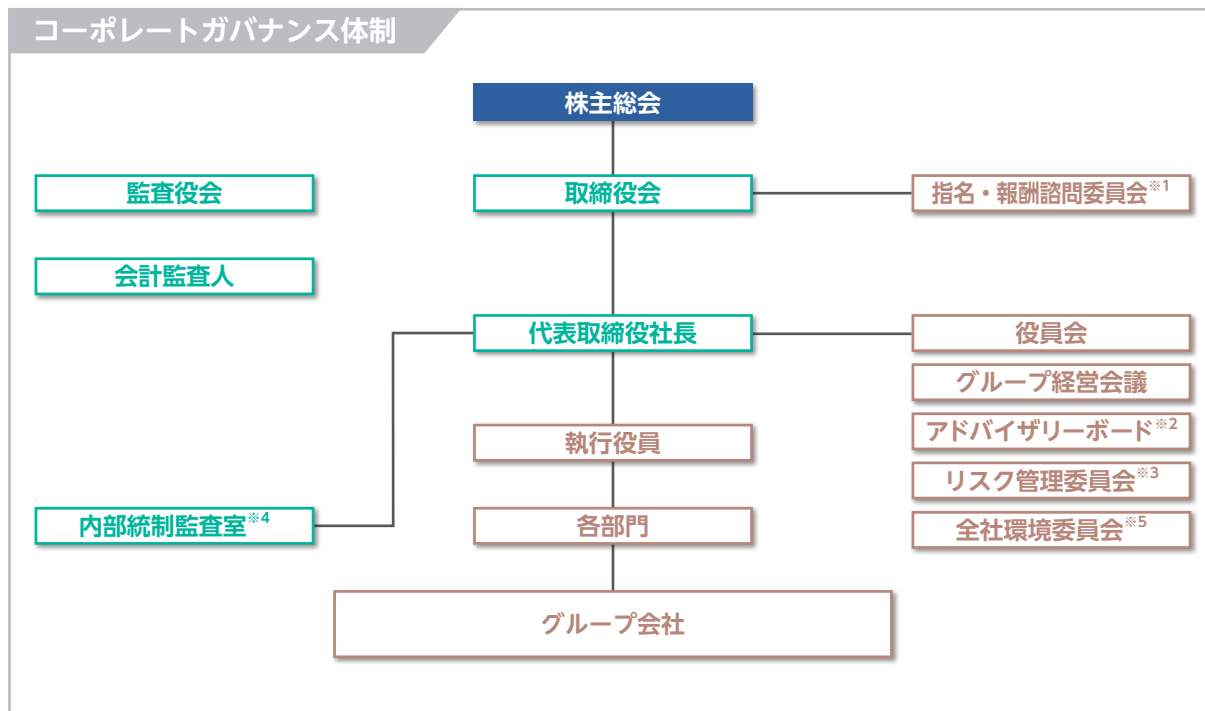 コーポレートガバナンス体制
株主総会
監査役会
取締役会
指名・報酬諮問委員会※1
会計監査人
代表取締役社長
役員会
グループ経営会議
アドバイザリーボード※2
執行役員
リスク管理委員会※3
内部統制監査室※4
各部門
全社環境委員会※5
グループ会社